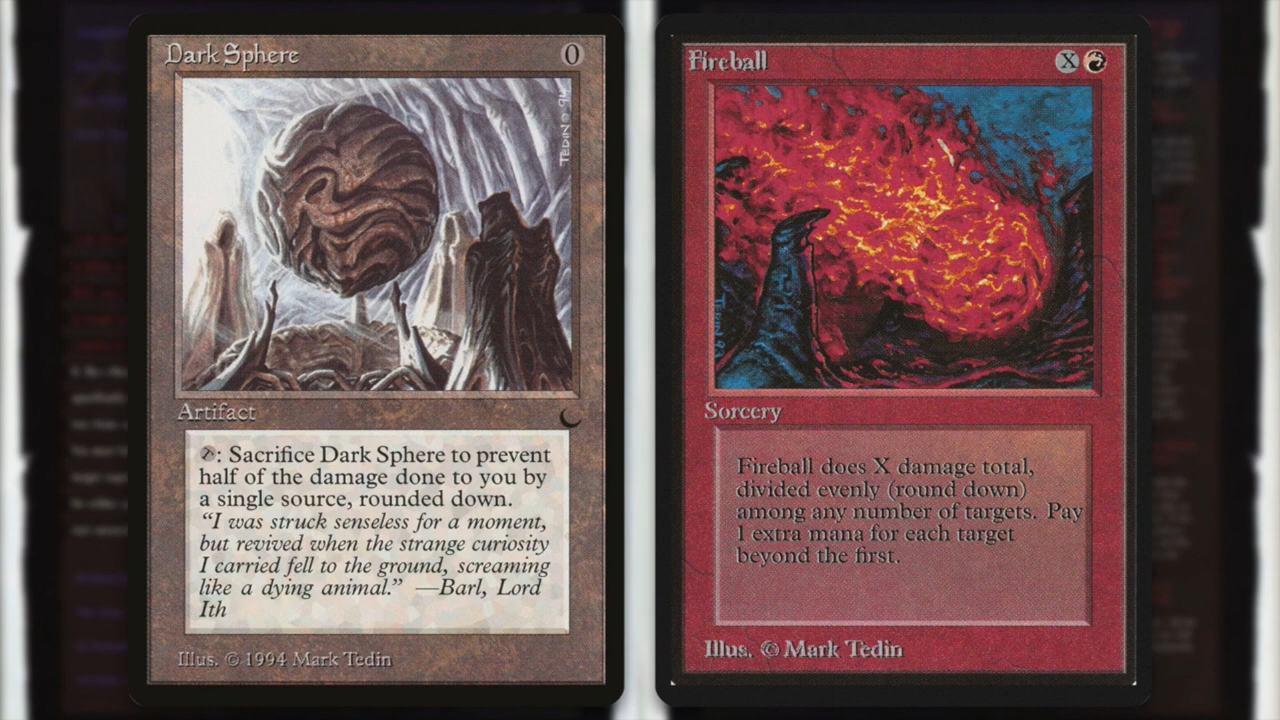 Dark Sphere
0
TEDIN © 94
Artifact
: Sacrifice Dark Sphere to prevent
half of the damage done to you by
a single source, rounded down.
“I was struck senseless for a moment,
but revived when the strange curiosity
I carried fell to the ground, screaming
like a dying animal.” —Barl, Lord
Ith
Illus. © 1994 Mark Tedin
Fireball
X
Sorcery
Fireball does X damage total,
divided evenly (round down)
among any number of targets. Pay
1 extra mana for each target
beyond the first.
Illus. © Mark Tedin